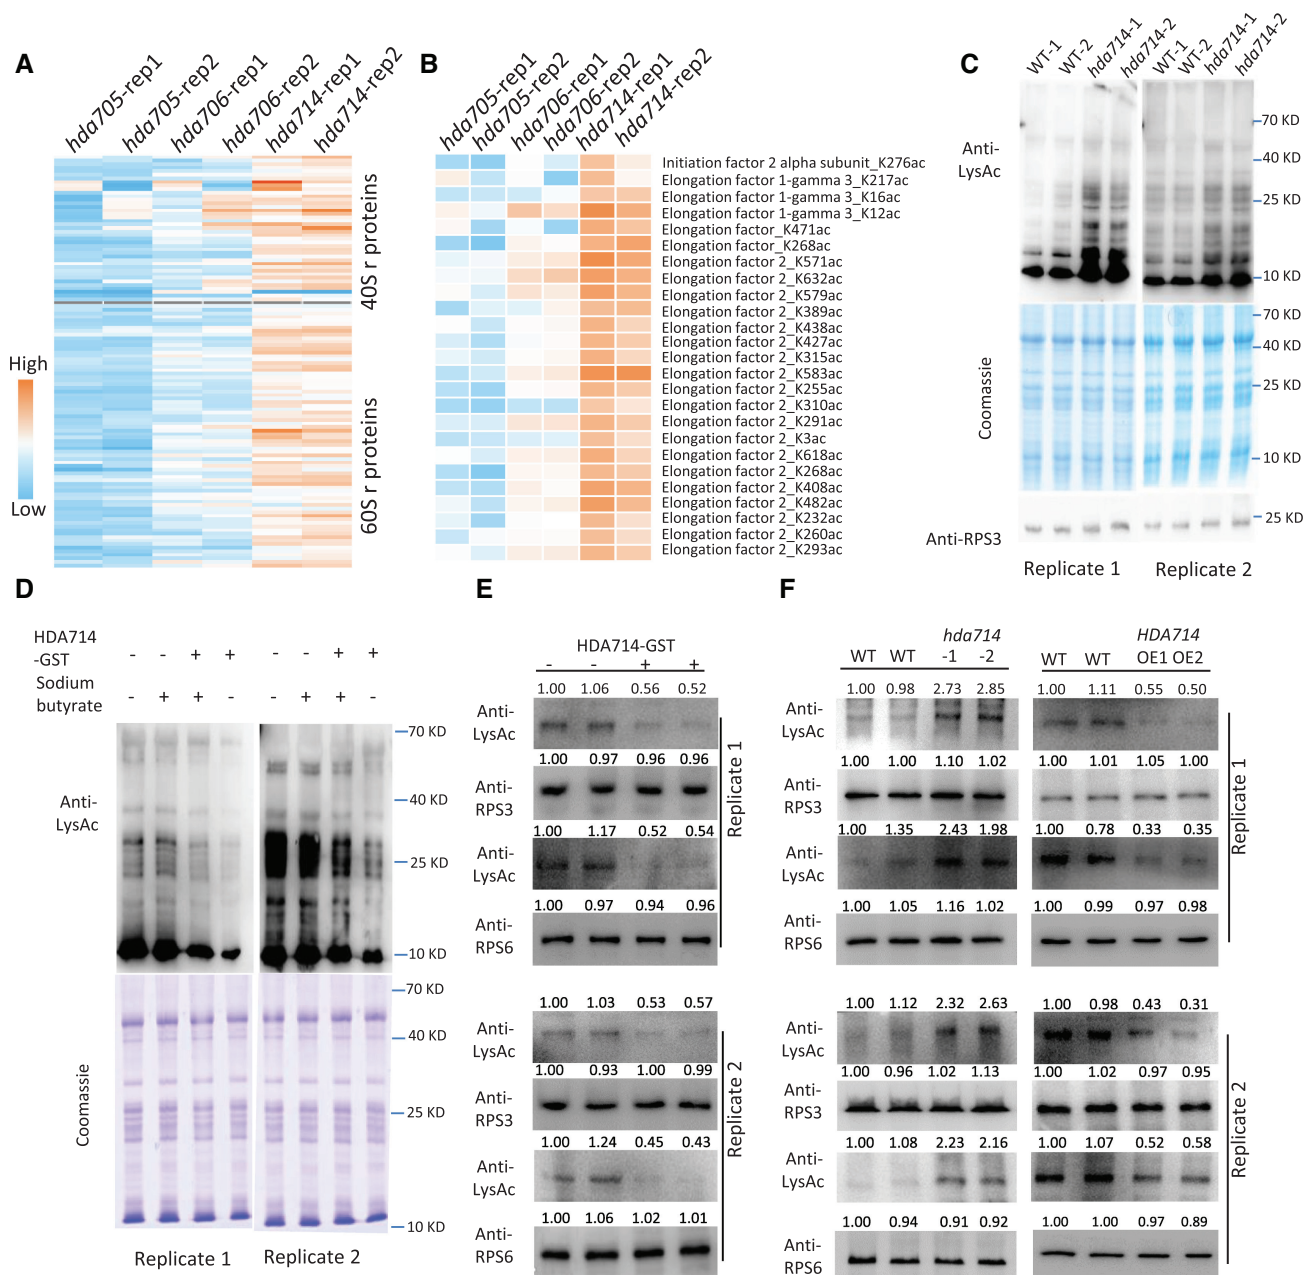 A
hda705-rep1
hda705-rep2
hda706-rep1
hda706-rep2
hda714-rep1
hda714-rep2
40S r proteins
60S r proteins
High
Low
B
hda705-rep1
hda705-rep2
hda706-rep1
hda706-rep2
hda714-rep1
hda714-rep2
Initiation factor 2 alpha subunit_K276ac
Elongation factor 1-gamma 3_K217ac
Elongation factor 1-gamma 3_K16ac
Elongation factor 1-gamma 3_K12ac
Elongation factor_K471ac
Elongation factor_K268ac
Elongation factor 2_K571ac
Elongation factor 2_K632ac
Elongation factor 2_K579ac
Elongation factor 2_K389ac
Elongation factor 2_K438ac
Elongation factor 2_K427ac
Elongation factor 2_K315ac
Elongation factor 2_K583ac
Elongation factor 2_K255ac
Elongation factor 2_K310ac
Elongation factor 2_K291ac
Elongation factor 2_K3ac
Elongation factor 2_K618ac
Elongation factor 2_K268ac
Elongation factor 2_K408ac
Elongation factor 2_K482ac
Elongation factor 2_K232ac
Elongation factor 2_K260ac
Elongation factor 2_K293ac
C
WT-1
WT-2
hda714-1
hda714-2
WT-1
WT-2
hda714-1
hda714-2
Anti-
LysAc
70 KD
40 KD
25 KD
10 KD
Coomassie
70 KD
40 KD
25 KD
10 KD
Anti-RPS3
25 KD
Replicate 1
Replicate 2
D
HDA714
-GST
- - + + - - + +
Sodium
butyrate
- + + - - + + -
Anti-
LysAc
70 KD
40 KD
25 KD
10 KD
Coomassie
70 KD
40 KD
25 KD
10 KD
Replicate 1
Replicate 2
E
HDA714-GST
- - + +
1.00 1.06 0.56 0.52
Anti-
LysAc
1.00 0.97 0.96 0.96
Anti-
RPS3
1.00 1.17 0.52 0.54
Anti-
LysAc
1.00 0.97 0.94 0.96
Anti-
RPS6
Replicate 1
1.00 1.03 0.53 0.57
Anti-
LysAc
1.00 0.93 1.00 0.99
Anti-
RPS3
1.00 1.24 0.45 0.43
Anti-
LysAc
1.00 1.06 1.02 1.01
Anti-
RPS6
Replicate 2
F
hda714
WT WT -1 -2
HDA714
WT WT OE1 OE2
1.00 0.98 2.73 2.85
1.00 1.11 0.55 0.50
Anti-
LysAc
1.00 1.00 1.10 1.02
1.00 1.01 1.05 1.00
Anti-
RPS3
1.00 1.35 2.43 1.98
1.00 0.78 0.33 0.35
Anti-
LysAc
1.00 1.05 1.16 1.02
1.00 0.99 0.97 0.98
Anti-
RPS6
Replicate 1
1.00 1.12 2.32 2.63
1.00 0.98 0.43 0.31
Anti-
LysAc
1.00 0.96 1.02 1.13
1.00 1.02 0.97 0.95
Anti-
RPS3
1.00 1.08 2.23 2.16
1.00 1.07 0.52 0.58
Anti-
LysAc
1.00 0.94 0.91 0.92
1.00 1.00 0.97 0.89
Anti-
RPS6
Replicate 2